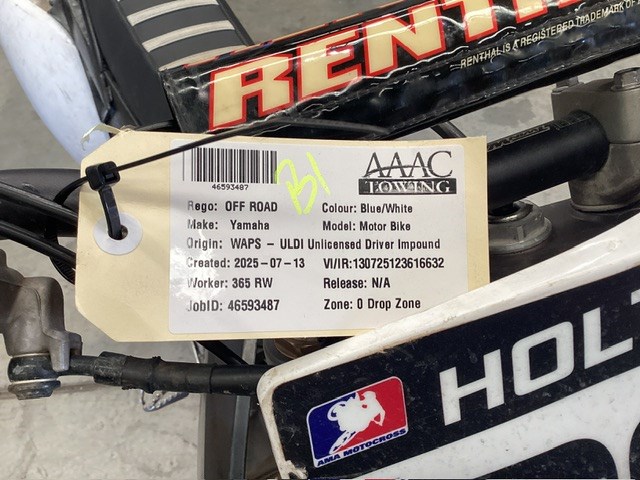 RENTH
RENTHAL IS A REGISTERED TRADEMARK OF
46593487
B1
AAAC
TOWING
Rego: OFF ROAD Colour: Blue/White
Make: Yamaha Model: Motor Bike
Origin: WAPS - ULDI Unlicensed Driver Impound
Created: 2025-07-13 VI/IR:130725123616632
Worker: 365 RW Release: N/A
JobID: 46593487 Zone: 0 Drop Zone
HOL
AMA MOTOCROSS